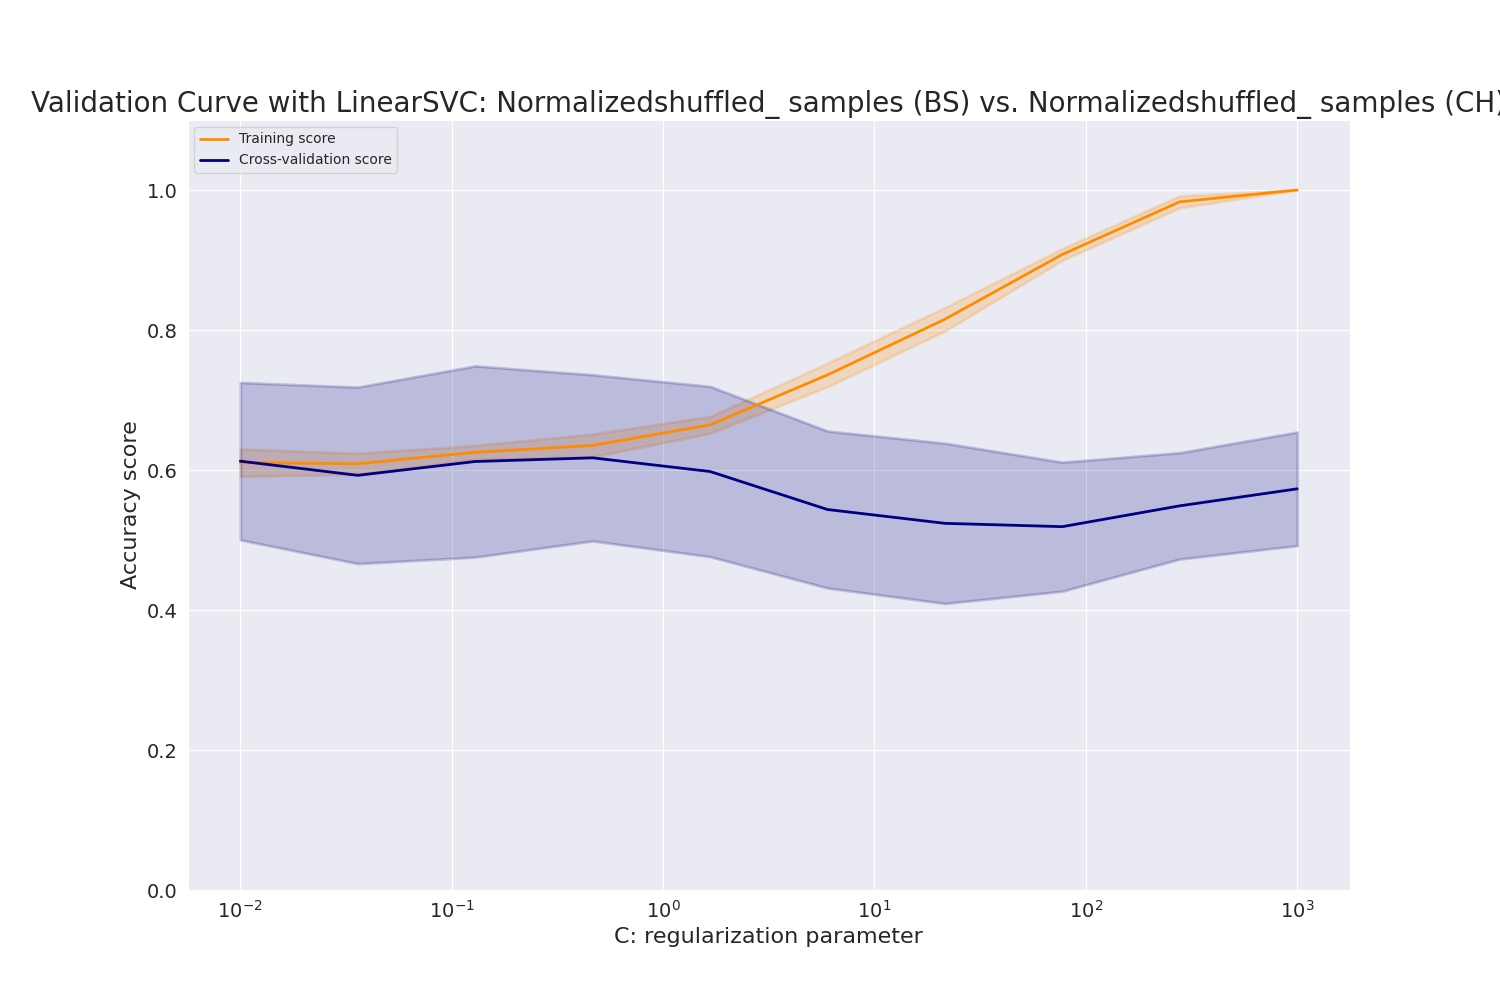 Validation Curve with LinearSVC: Normalizedshuffled_ samples (BS) vs. Normalizedshuffled_ samples (CH)
Training score
Cross-validation score
1.0
0.8
0.6
0.4
0.2
0.0
Accuracy score
10⁻² 10⁻¹ 10⁰ 10¹ 10² 10³
C: regularization parameter